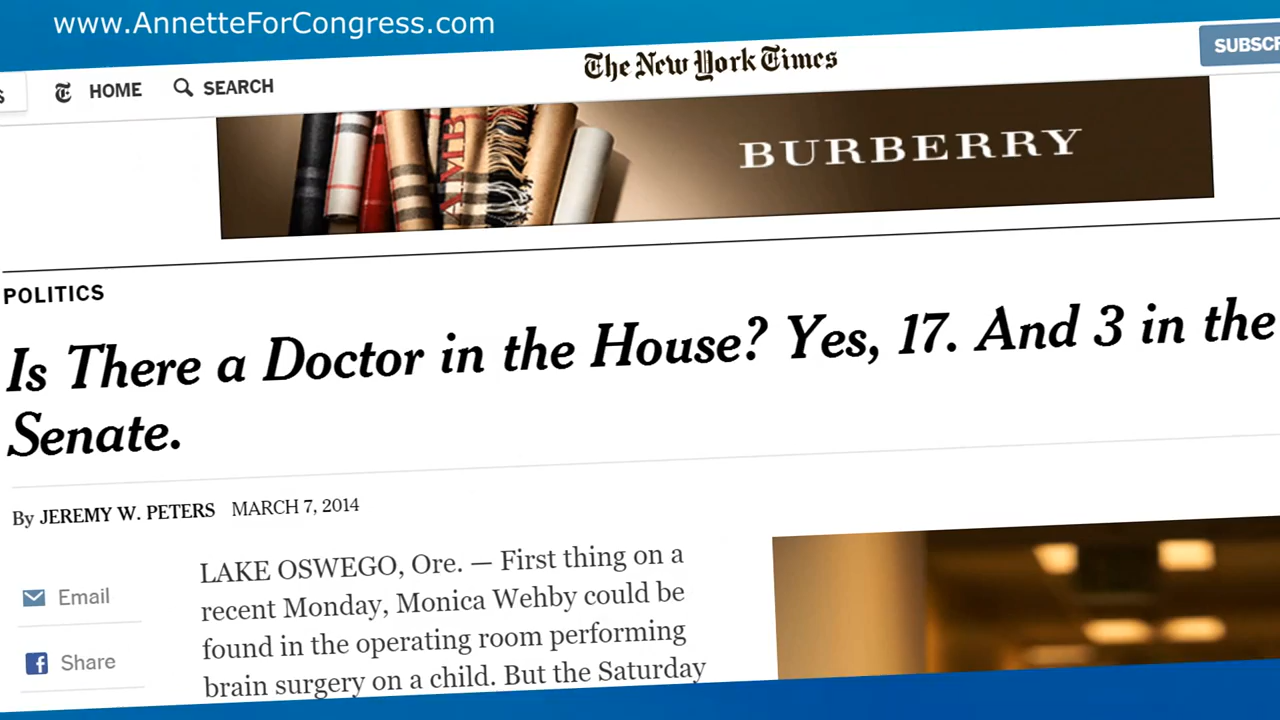 www.AnnetteForCongress.com
HOME
SEARCH
The New York Times
BURBERRY
POLITICS
Is There a Doctor in the House? Yes, 17. And 3 in the
Senate.
By JEREMY W. PETERS MARCH 7, 2014
LAKE OSWEGO, Ore. — First thing on a
recent Monday, Monica Wehby could be
found in the operating room performing
brain surgery on a child. But the Saturday
Email
Share